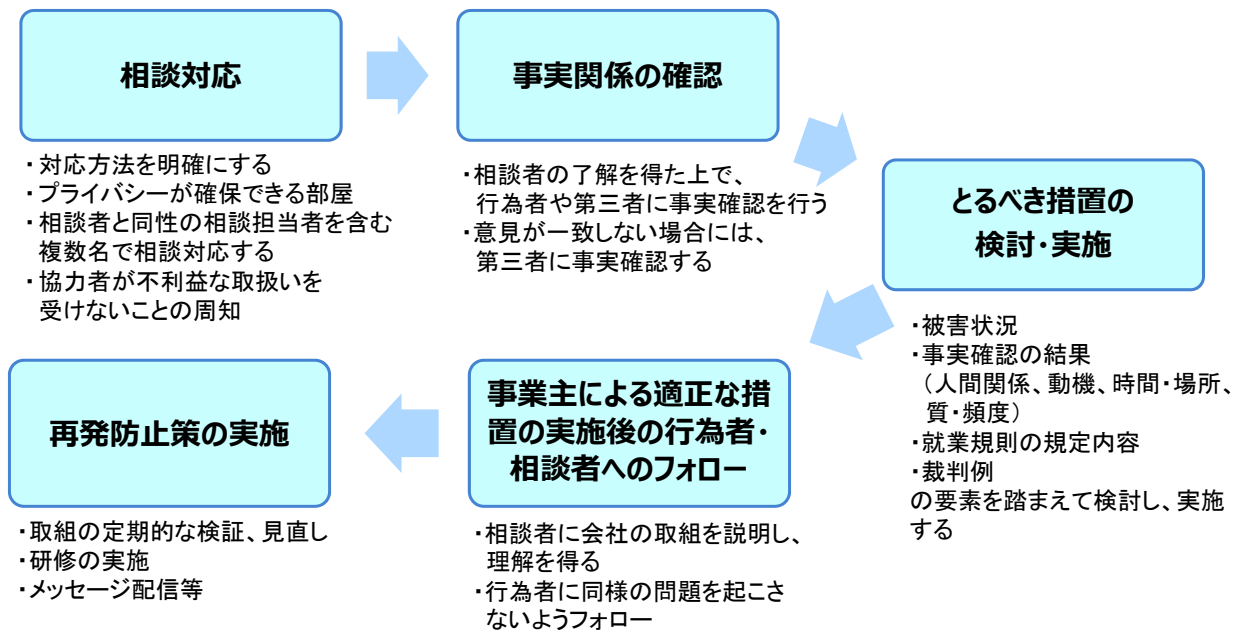 相談対応
・対応方法を明確にする
・プライバシーが確保できる部屋
・相談者と同性の相談担当者を含む
複数名で相談対応する
・協力者が不利益な取扱いを
受けないことの周知
事実関係の確認
・相談者の了解を得た上で、
行為者や第三者に事実確認を行う
・意見が一致しない場合には、
第三者に事実確認する
とるべき措置の
検討・実施
・被害状況
・事実確認の結果
（人間関係、動機、時間・場所、
質・頻度）
・就業規則の規定内容
・裁判例
の要素を踏まえて検討し、実施
する
事業主による適正な措
置の実施後の行為者・
相談者へのフォロー
・相談者に会社の取組を説明し、
理解を得る
・行為者に同様の問題を起こさ
ないようフォロー
再発防止策の実施
・取組の定期的な検証、見直し
・研修の実施
・メッセージ配信等